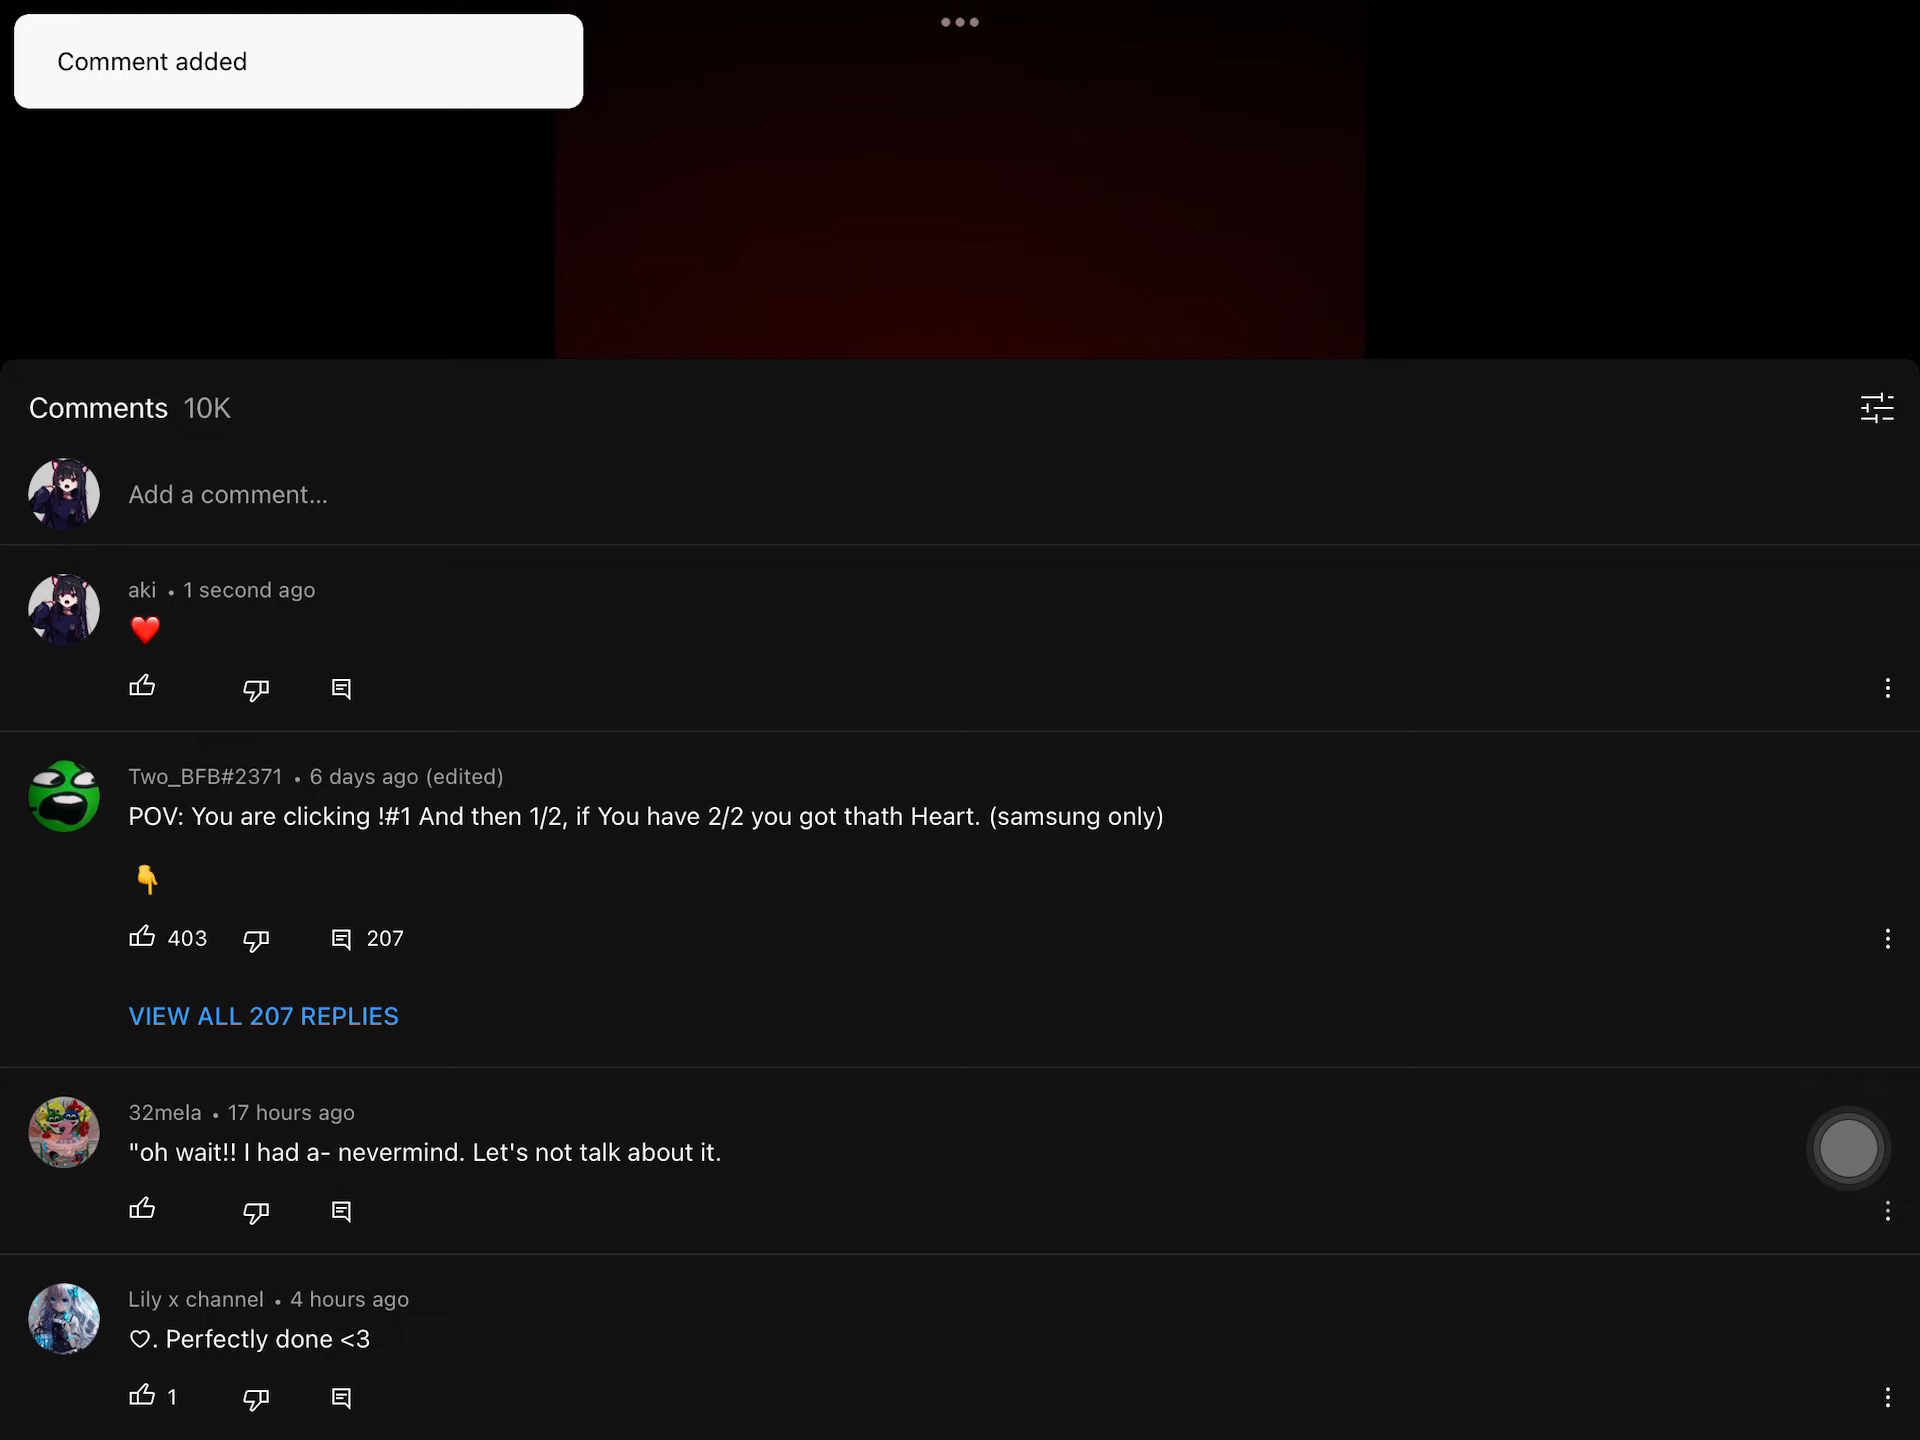 Comment added
Comments 10K
Add a comment...
aki • 1 second ago
❤️
Two_BFB#2371 • 6 days ago (edited)
POV: You are clicking !#1 And then 1/2, if You have 2/2 you got thath Heart. (samsung only)
👇
403 207
VIEW ALL 207 REPLIES
32mela • 17 hours ago
"oh wait!! I had a- nevermind. Let's not talk about it.
Lily x channel • 4 hours ago
♡. Perfectly done <3
1